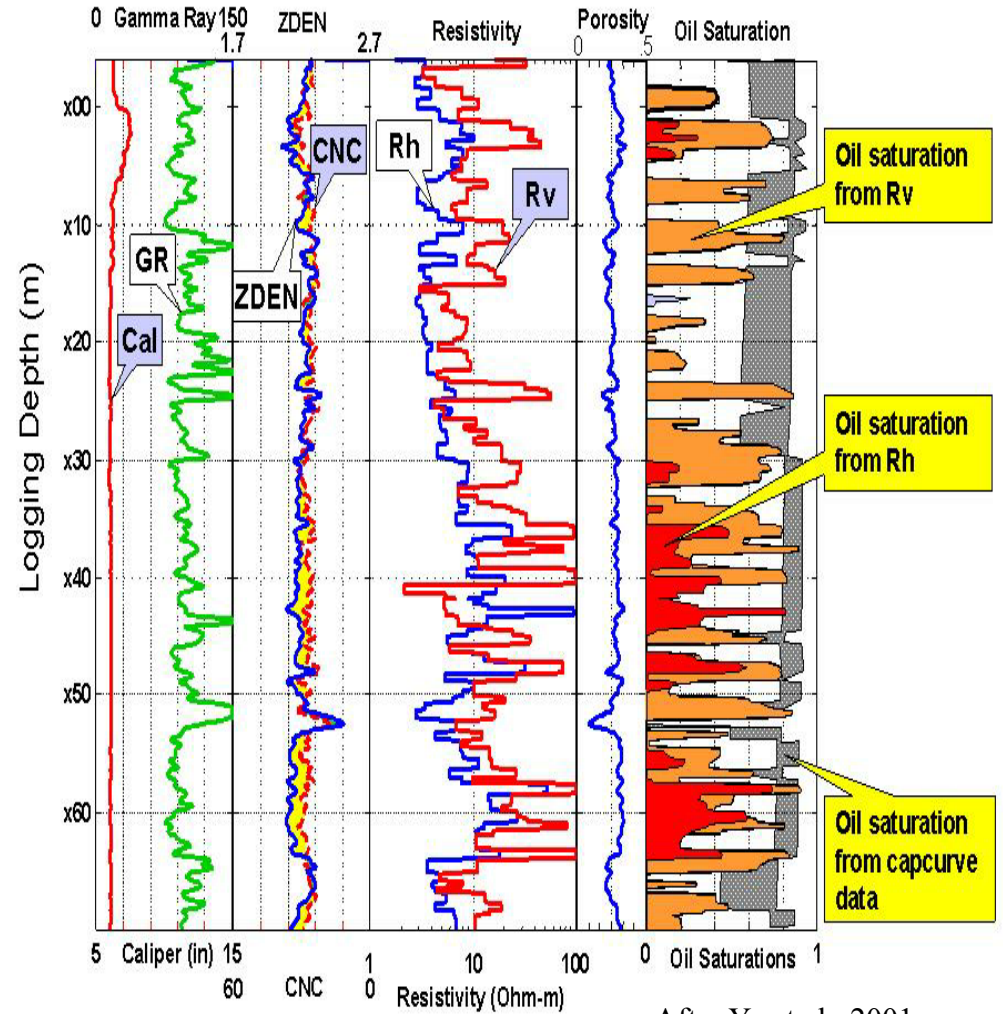 0 Gamma Ray 150
1.7 ZDEN 2.7
Resistivity
Porosity
0 .5
Oil Saturation
Logging Depth (m)
x00
x10
x20
x30
x40
x50
x60
Cal
GR
ZDEN
CNC
Rh
Rv
Oil saturation
from Rv
Oil saturation
from Rh
Oil saturation
from capcurve
data
5 Caliper (in) 15
60 CNC 0
1 10 100
Resistivity (Ohm-m)
0 Oil Saturations 1
2001